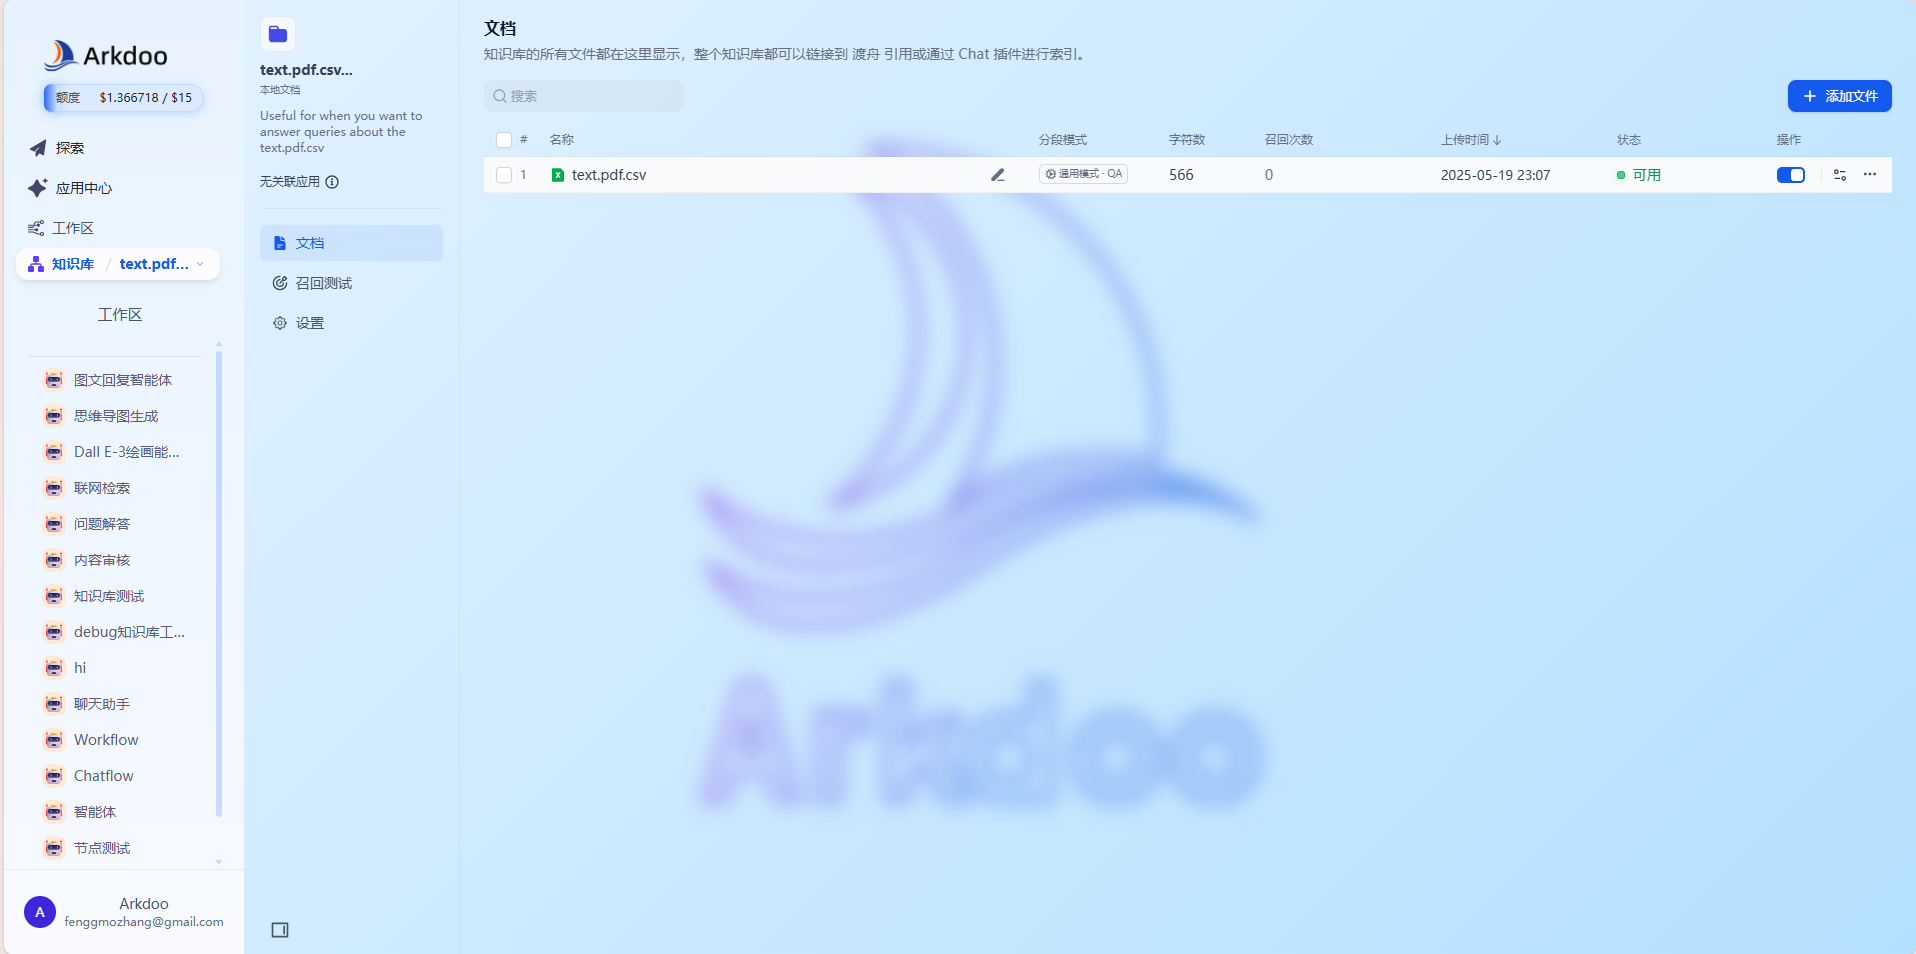 Arkdoo
额度 $1.366718 / $15
探索
应用中心
工作区
知识库 / text.pdf...
工作区
图文回复智能体
思维导图生成
Dall E-3绘画能...
联网检索
问题解答
内容审核
知识库测试
debug知识库工...
hi
聊天助手
Workflow
Chatflow
智能体
节点测试
A
Arkdoo
fenggmozhang@gmail.com
text.pdf.csv...
本地文档
Useful for when you want to
answer queries about the
text.pdf.csv
无关联应用
文档
召回测试
设置
文档
知识库的所有文件都在这里显示，整个知识库都可以链接到 渡舟 引用或通过 Chat 插件进行索引。
搜索
添加文件
# 名称 分段模式 字符数 召回次数 上传时间 状态 操作
1 text.pdf.csv 通用模式 · QA 566 0 2025-05-19 23:07 可用
Arkdoo